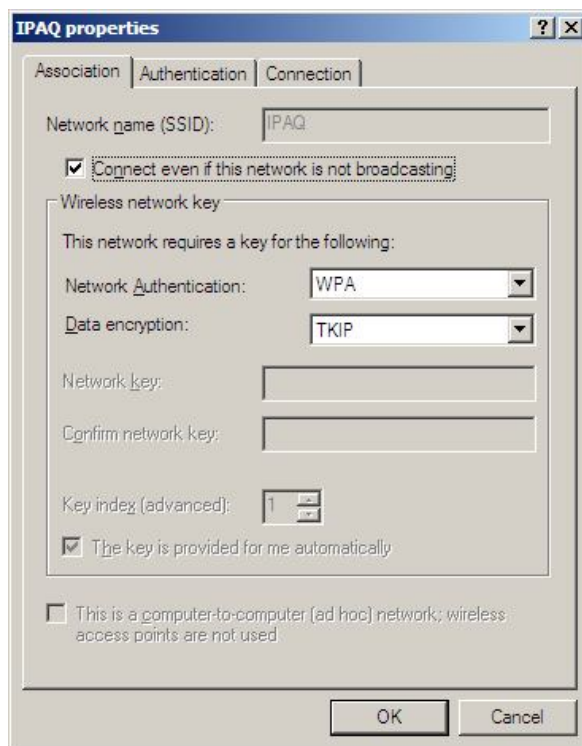 IPAQ properties
Association Authentication Connection
Network name (SSID): IPAQ
Connect even if this network is not broadcasting
Wireless network key
This network requires a key for the following:
Network Authentication: WPA
Data encryption: TKIP
Network key:
Confirm network key:
Key index (advanced): 1
The key is provided for me automatically
This is a computer-to-computer (ad hoc) network; wireless
access points are not used
OK Cancel